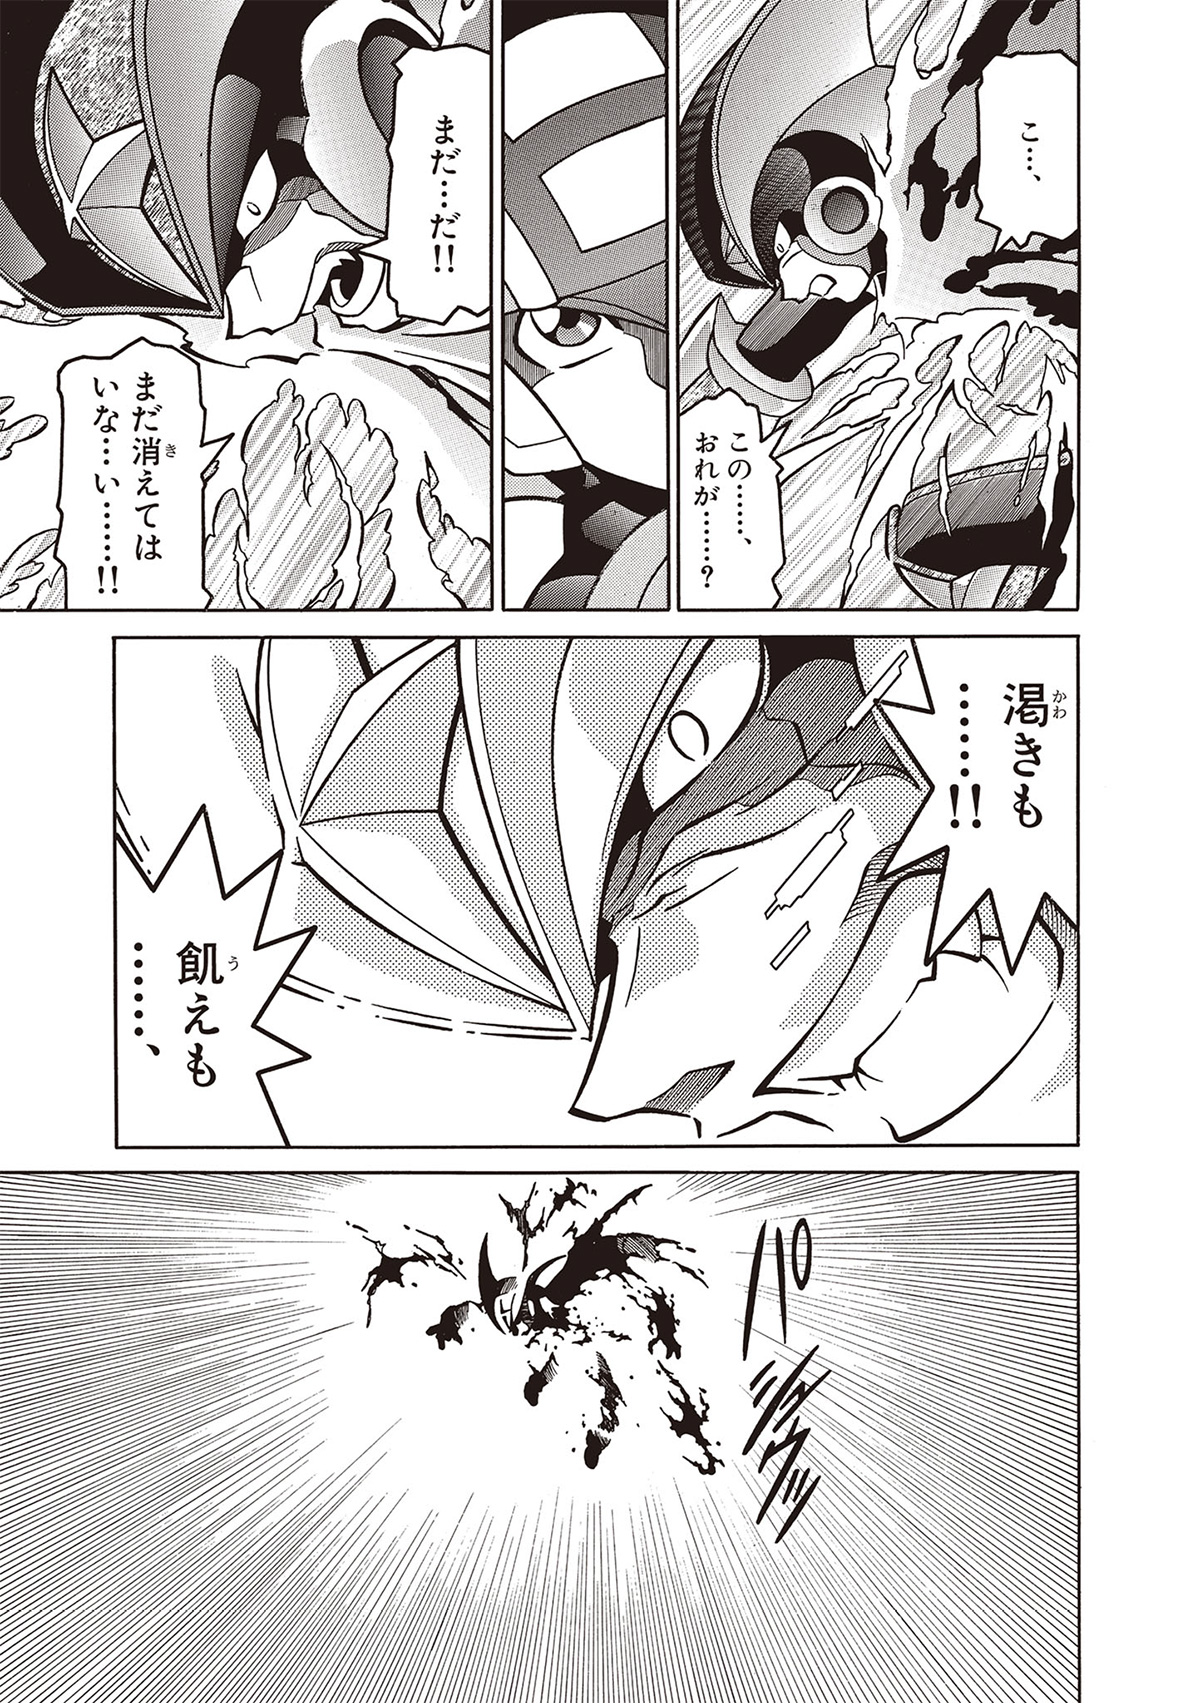 こ…、
この……、
おれが……？
まだ…だ!!
まだ消えては
いな…い……!!
渇きも
……!!
飢えも
……、
パシュウッ